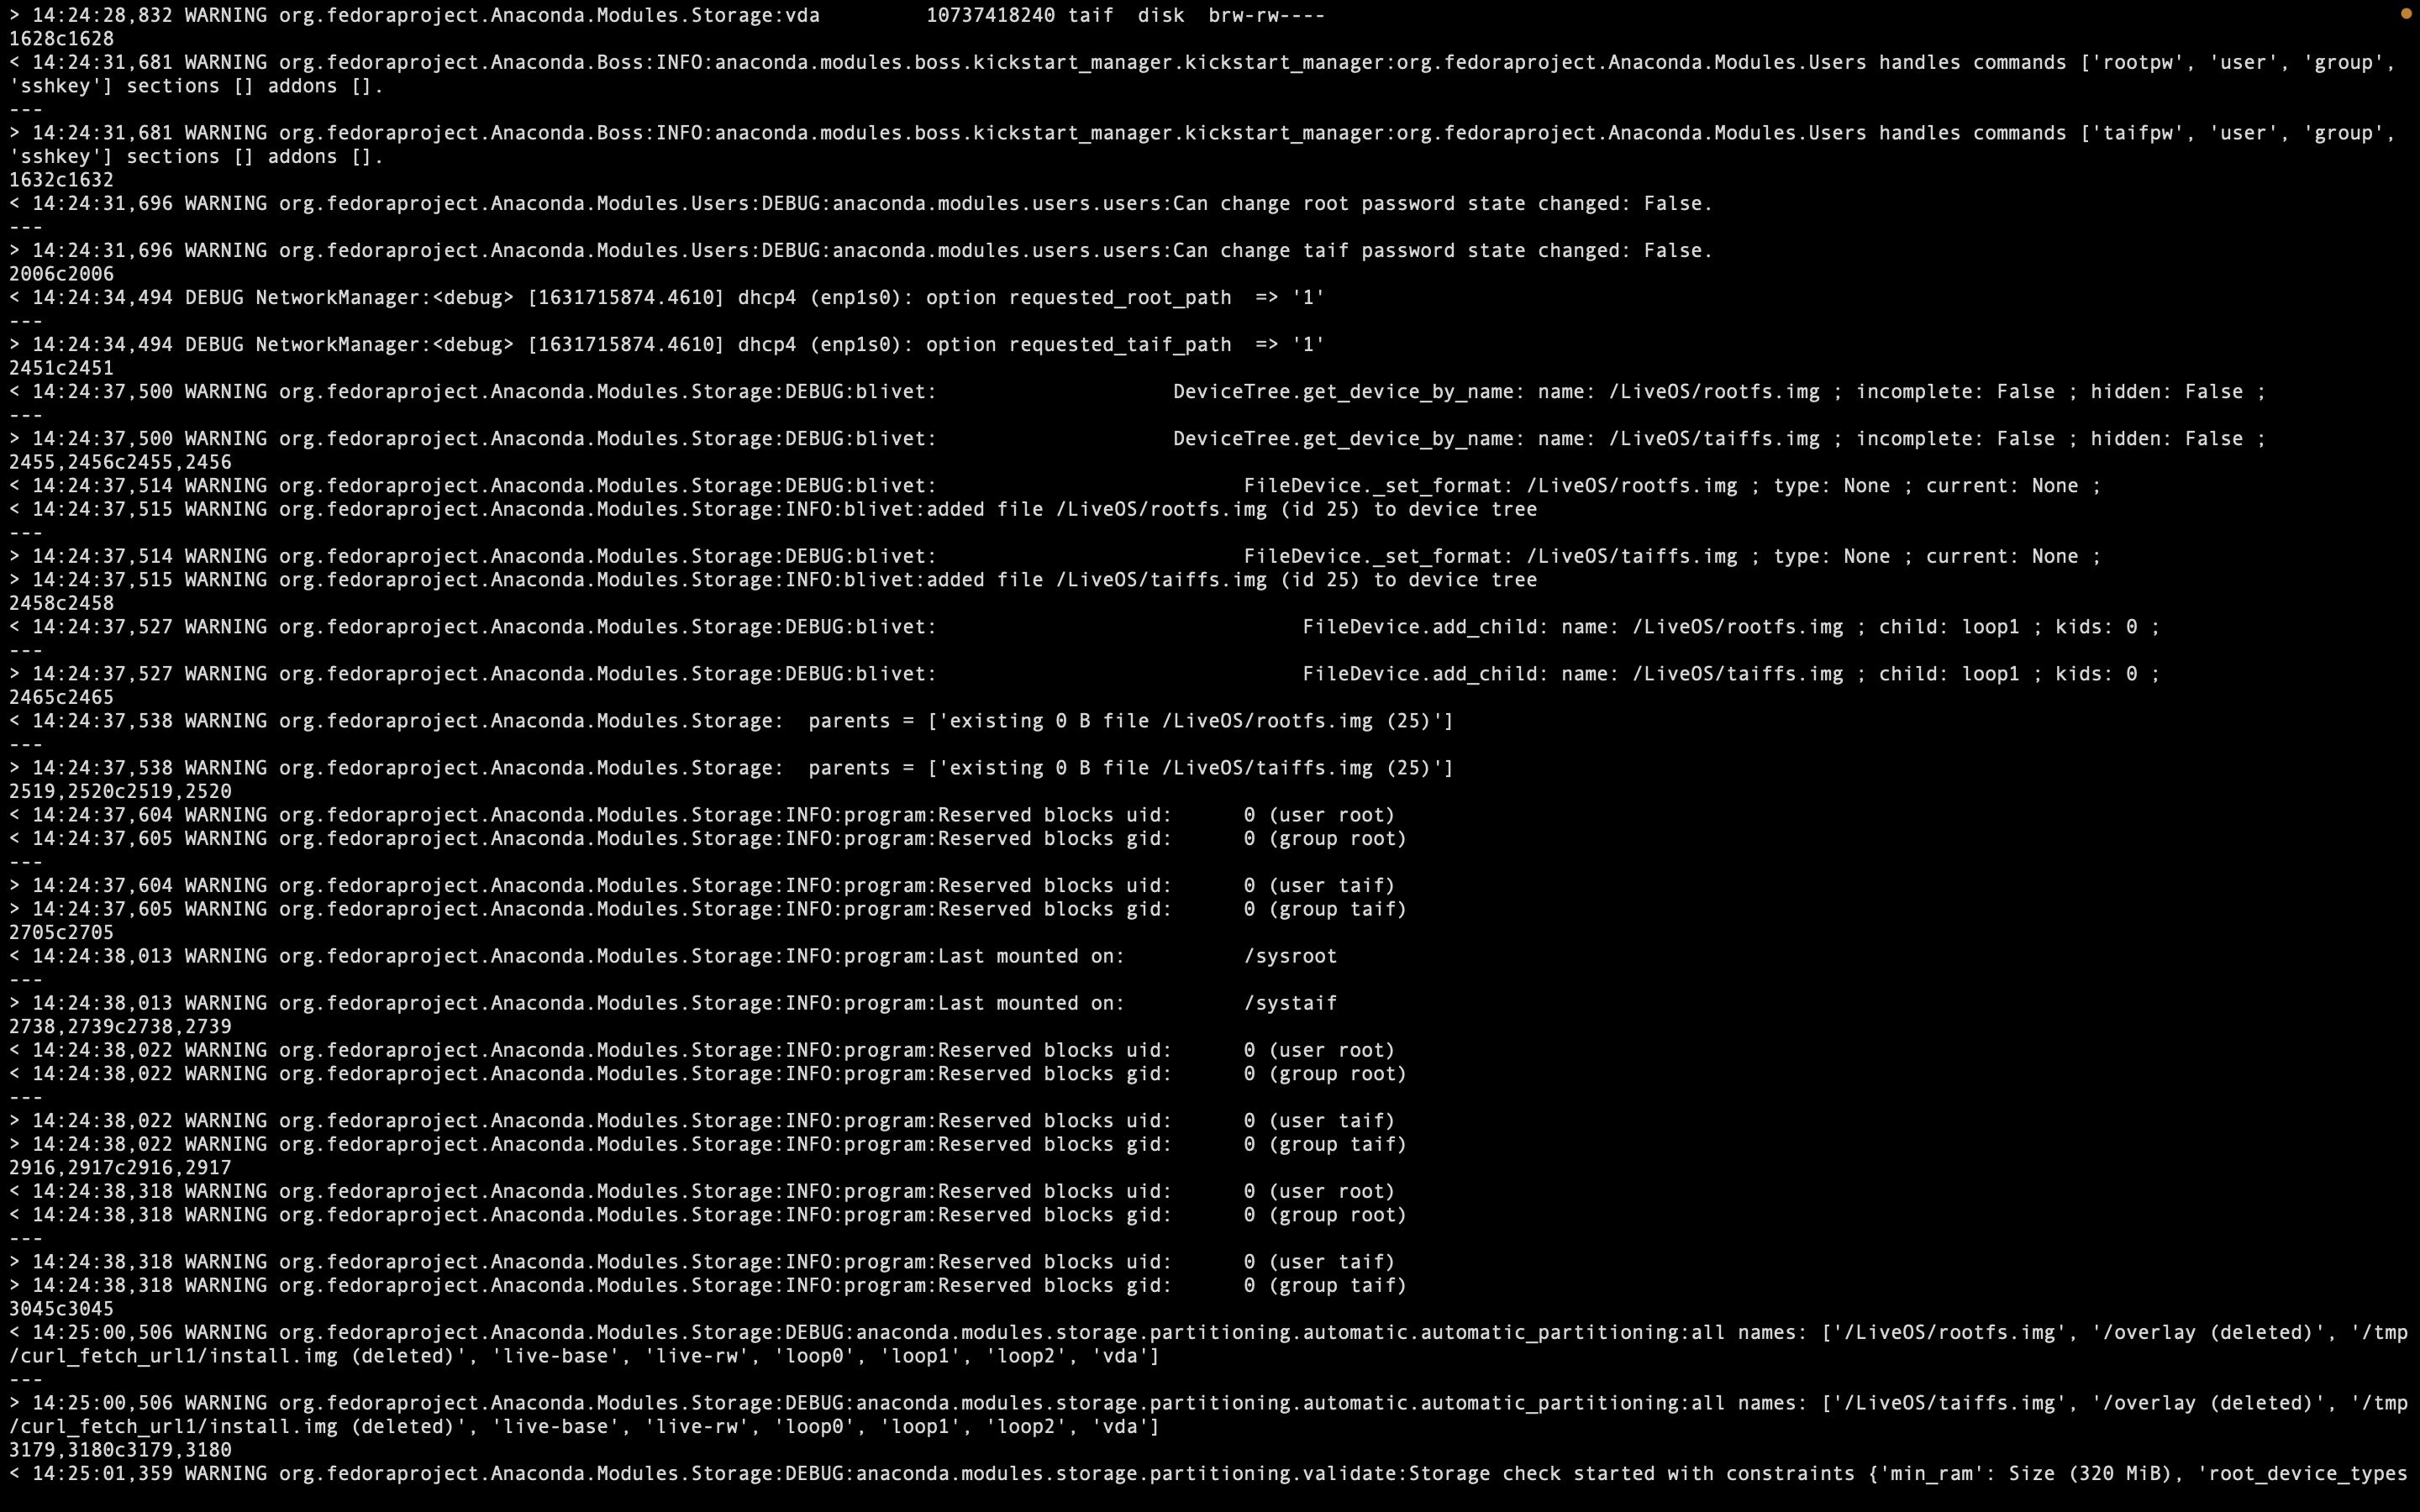 > 14:24:28,832 WARNING org.fedoraproject.Anaconda.Modules.Storage:vda         10737418240 taif  disk  brw-rw----
1628c1628
< 14:24:31,681 WARNING org.fedoraproject.Anaconda.Boss:INFO:anaconda.modules.boss.kickstart_manager.kickstart_manager:org.fedoraproject.Anaconda.Modules.Users handles commands ['rootpw', 'user', 'group',
'sshkey'] sections [] addons [].
---
> 14:24:31,681 WARNING org.fedoraproject.Anaconda.Boss:INFO:anaconda.modules.boss.kickstart_manager.kickstart_manager:org.fedoraproject.Anaconda.Modules.Users handles commands ['taifpw', 'user', 'group',
'sshkey'] sections [] addons [].
1632c1632
< 14:24:31,696 WARNING org.fedoraproject.Anaconda.Modules.Users:DEBUG:anaconda.modules.users.users:Can change root password state changed: False.
---
> 14:24:31,696 WARNING org.fedoraproject.Anaconda.Modules.Users:DEBUG:anaconda.modules.users.users:Can change taif password state changed: False.
2006c2006
< 14:24:34,494 DEBUG NetworkManager:<debug> [1631715874.4610] dhcp4 (enp1s0): option requested_root_path  => '1'
---
> 14:24:34,494 DEBUG NetworkManager:<debug> [1631715874.4610] dhcp4 (enp1s0): option requested_taif_path  => '1'
2451c2451
< 14:24:37,500 WARNING org.fedoraproject.Anaconda.Modules.Storage:DEBUG:blivet:                    DeviceTree.get_device_by_name: name: /LiveOS/rootfs.img ; incomplete: False ; hidden: False ;
---
> 14:24:37,500 WARNING org.fedoraproject.Anaconda.Modules.Storage:DEBUG:blivet:                    DeviceTree.get_device_by_name: name: /LiveOS/taiffs.img ; incomplete: False ; hidden: False ;
2455,2456c2455,2456
< 14:24:37,514 WARNING org.fedoraproject.Anaconda.Modules.Storage:DEBUG:blivet:                          FileDevice._set_format: /LiveOS/rootfs.img ; type: None ; current: None ;
< 14:24:37,515 WARNING org.fedoraproject.Anaconda.Modules.Storage:INFO:blivet:added file /LiveOS/rootfs.img (id 25) to device tree
---
> 14:24:37,514 WARNING org.fedoraproject.Anaconda.Modules.Storage:DEBUG:blivet:                          FileDevice._set_format: /LiveOS/taiffs.img ; type: None ; current: None ;
> 14:24:37,515 WARNING org.fedoraproject.Anaconda.Modules.Storage:INFO:blivet:added file /LiveOS/taiffs.img (id 25) to device tree
2458c2458
< 14:24:37,527 WARNING org.fedoraproject.Anaconda.Modules.Storage:DEBUG:blivet:                               FileDevice.add_child: name: /LiveOS/rootfs.img ; child: loop1 ; kids: 0 ;
---
> 14:24:37,527 WARNING org.fedoraproject.Anaconda.Modules.Storage:DEBUG:blivet:                               FileDevice.add_child: name: /LiveOS/taiffs.img ; child: loop1 ; kids: 0 ;
2465c2465
< 14:24:37,538 WARNING org.fedoraproject.Anaconda.Modules.Storage:  parents = ['existing 0 B file /LiveOS/rootfs.img (25)']
---
> 14:24:37,538 WARNING org.fedoraproject.Anaconda.Modules.Storage:  parents = ['existing 0 B file /LiveOS/taiffs.img (25)']
2519,2520c2519,2520
< 14:24:37,604 WARNING org.fedoraproject.Anaconda.Modules.Storage:INFO:program:Reserved blocks uid:      0 (user root)
< 14:24:37,605 WARNING org.fedoraproject.Anaconda.Modules.Storage:INFO:program:Reserved blocks gid:      0 (group root)
---
> 14:24:37,604 WARNING org.fedoraproject.Anaconda.Modules.Storage:INFO:program:Reserved blocks uid:      0 (user taif)
> 14:24:37,605 WARNING org.fedoraproject.Anaconda.Modules.Storage:INFO:program:Reserved blocks gid:      0 (group taif)
2705c2705
< 14:24:38,013 WARNING org.fedoraproject.Anaconda.Modules.Storage:INFO:program:Last mounted on:          /sysroot
---
> 14:24:38,013 WARNING org.fedoraproject.Anaconda.Modules.Storage:INFO:program:Last mounted on:          /systaif
2738,2739c2738,2739
< 14:24:38,022 WARNING org.fedoraproject.Anaconda.Modules.Storage:INFO:program:Reserved blocks uid:      0 (user root)
< 14:24:38,022 WARNING org.fedoraproject.Anaconda.Modules.Storage:INFO:program:Reserved blocks gid:      0 (group root)
---
> 14:24:38,022 WARNING org.fedoraproject.Anaconda.Modules.Storage:INFO:program:Reserved blocks uid:      0 (user taif)
> 14:24:38,022 WARNING org.fedoraproject.Anaconda.Modules.Storage:INFO:program:Reserved blocks gid:      0 (group taif)
2916,2917c2916,2917
< 14:24:38,318 WARNING org.fedoraproject.Anaconda.Modules.Storage:INFO:program:Reserved blocks uid:      0 (user root)
< 14:24:38,318 WARNING org.fedoraproject.Anaconda.Modules.Storage:INFO:program:Reserved blocks gid:      0 (group root)
---
> 14:24:38,318 WARNING org.fedoraproject.Anaconda.Modules.Storage:INFO:program:Reserved blocks uid:      0 (user taif)
> 14:24:38,318 WARNING org.fedoraproject.Anaconda.Modules.Storage:INFO:program:Reserved blocks gid:      0 (group taif)
3045c3045
< 14:25:00,506 WARNING org.fedoraproject.Anaconda.Modules.Storage:DEBUG:anaconda.modules.storage.partitioning.automatic.automatic_partitioning:all names: ['/LiveOS/rootfs.img', '/overlay (deleted)', '/tmp
/curl_fetch_url1/install.img (deleted)', 'live-base', 'live-rw', 'loop0', 'loop1', 'loop2', 'vda']
---
> 14:25:00,506 WARNING org.fedoraproject.Anaconda.Modules.Storage:DEBUG:anaconda.modules.storage.partitioning.automatic.automatic_partitioning:all names: ['/LiveOS/taiffs.img', '/overlay (deleted)', '/tmp
/curl_fetch_url1/install.img (deleted)', 'live-base', 'live-rw', 'loop0', 'loop1', 'loop2', 'vda']
3179,3180c3179,3180
< 14:25:01,359 WARNING org.fedoraproject.Anaconda.Modules.Storage:DEBUG:anaconda.modules.storage.partitioning.validate:Storage check started with constraints {'min_ram': Size (320 MiB), 'root_device_types